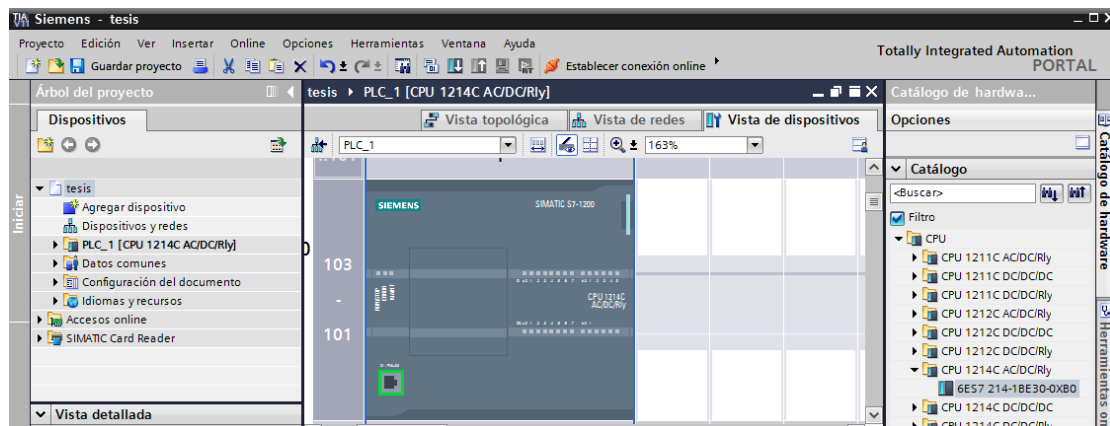 Siemens - tesis
Proyecto Edición Ver Insertar Online Opciones Herramientas Ventana Ayuda
Totally Integrated Automation
PORTAL
Guardar proyecto
Establecer conexión online
Árbol del proyecto
tesis PLC_1 [CPU 1214C AC/DC/Rly]
Catálogo de hardwa...
Dispositivos
Vista topológica
Vista de redes
Vista de dispositivos
Opciones
PLC_1
163%
Catálogo
<Buscar>
Filtro
Iniciar
tesis
Agregar dispositivo
Dispositivos y redes
PLC_1 [CPU 1214C AC/DC/Rly]
Datos comunes
Configuración del documento
Idiomas y recursos
Accesos online
SIMATIC Card Reader
Vista detallada
SIEMENS
SIMATIC S7-1200
103
CPU 1214C
AC/DC/Rly
101
CPU
CPU 1211C AC/DC/Rly
CPU 1211C DC/DC/DC
CPU 1211C DC/DC/Rly
CPU 1212C AC/DC/Rly
CPU 1212C DC/DC/DC
CPU 1212C DC/DC/Rly
CPU 1214C AC/DC/Rly
6ES7 214-1BE30-0XB0
CPU 1214C DC/DC/DC
CPU 1214C DC/DC/Rly
Catálogo de hardware
Herramientas on